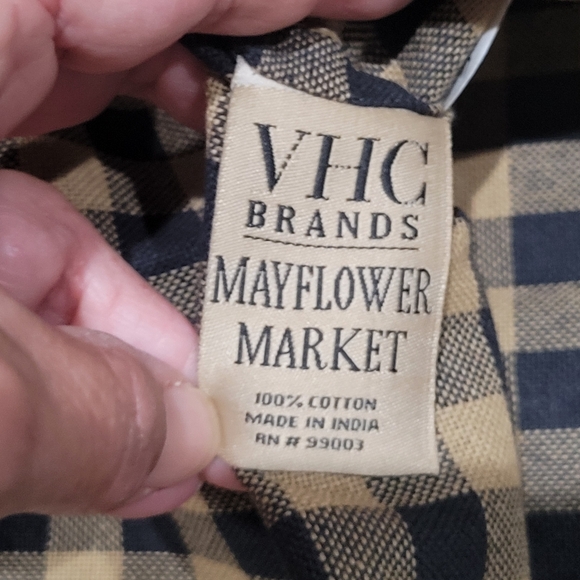 VHC
BRANDS
MAYFLOWER
MARKET
100% COTTON
MADE IN INDIA
RN # 99003